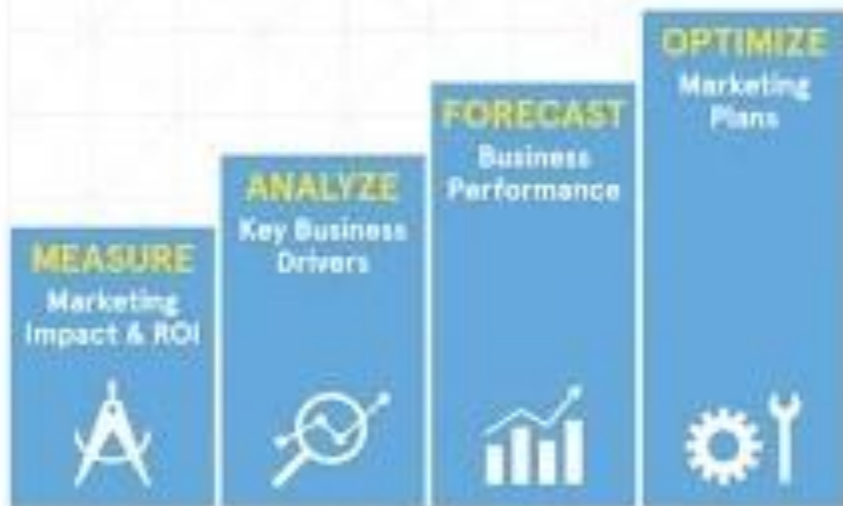 MEASURE
Marketing
Impact & ROI
ANALYZE
Key Business
Drivers
FORECAST
Business
Performance
OPTIMIZE
Marketing
Plans